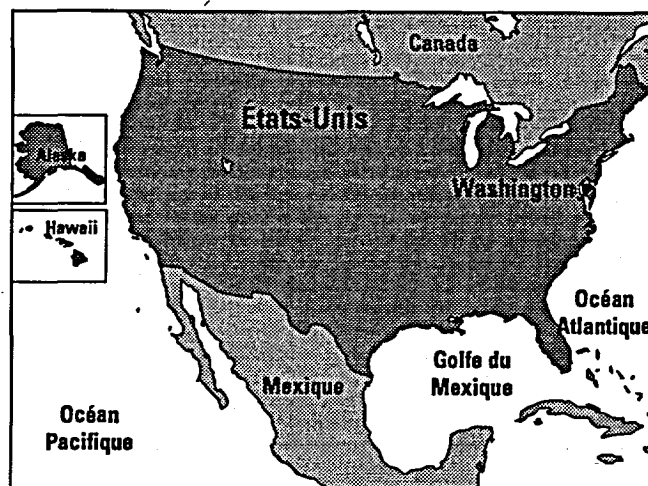 Canada
États-Unis
Alaska
Washington
Hawaii
Océan
Atlantique
Golfe du
Mexique
Mexique
Océan
Pacifique